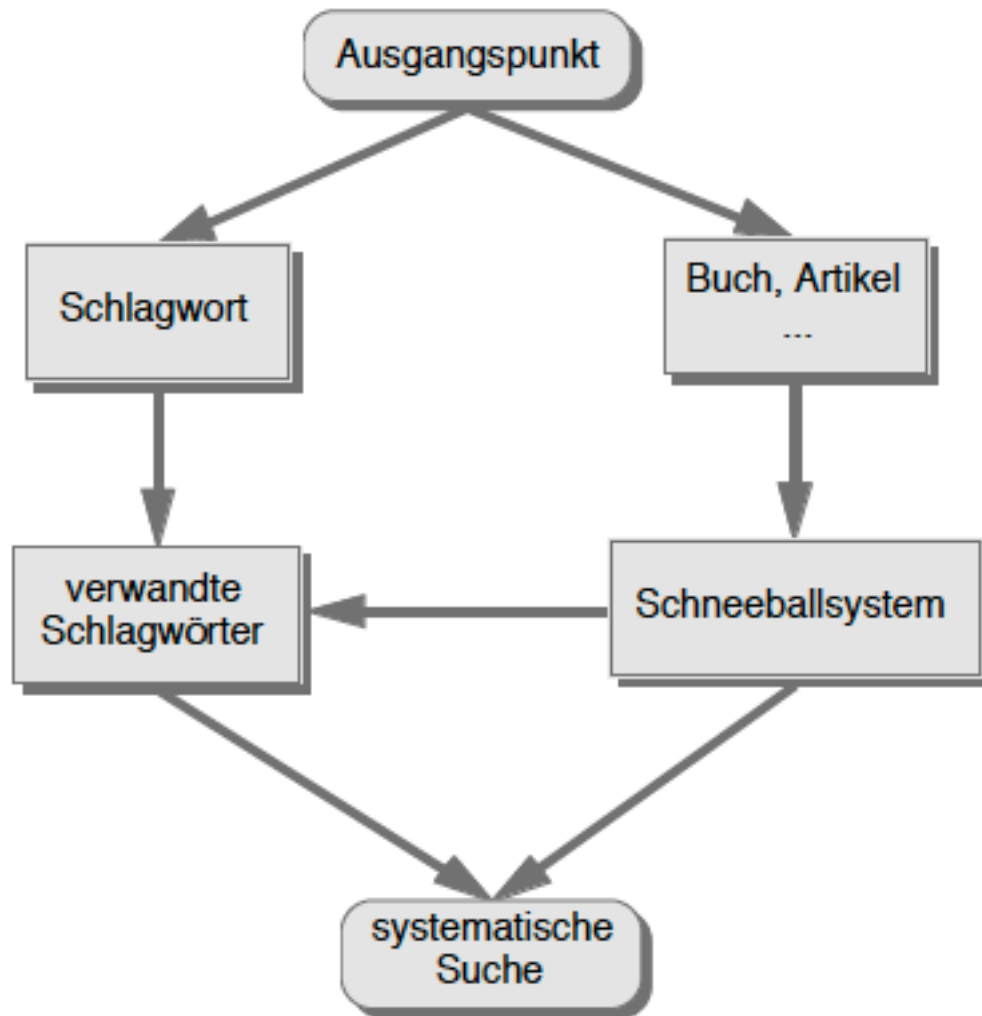 Ausgangspunkt
Schlagwort
Buch, Artikel
...
verwandte
Schlagwörter
Schneeballsystem
systematische
Suche